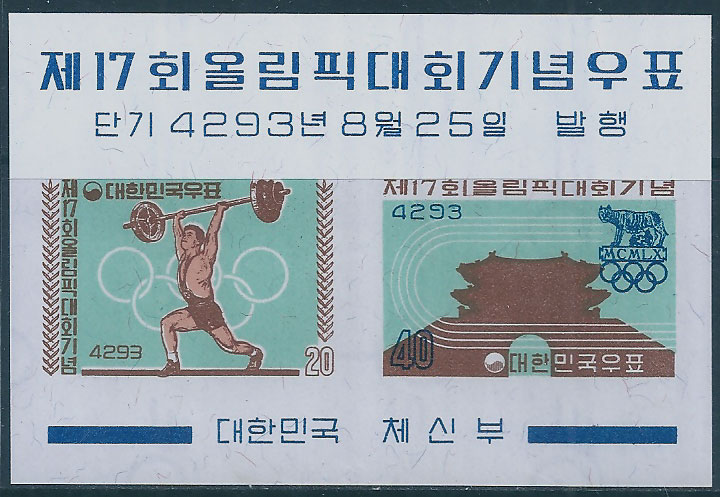 제17회올림픽대회기념우표
단기 4293년 8월 25일 발행
대한민국우표
제17회올림픽대회기념
4293
20
제17회올림픽대회기념
4293
MCMLX
40
대한민국우표
대한민국 체신부